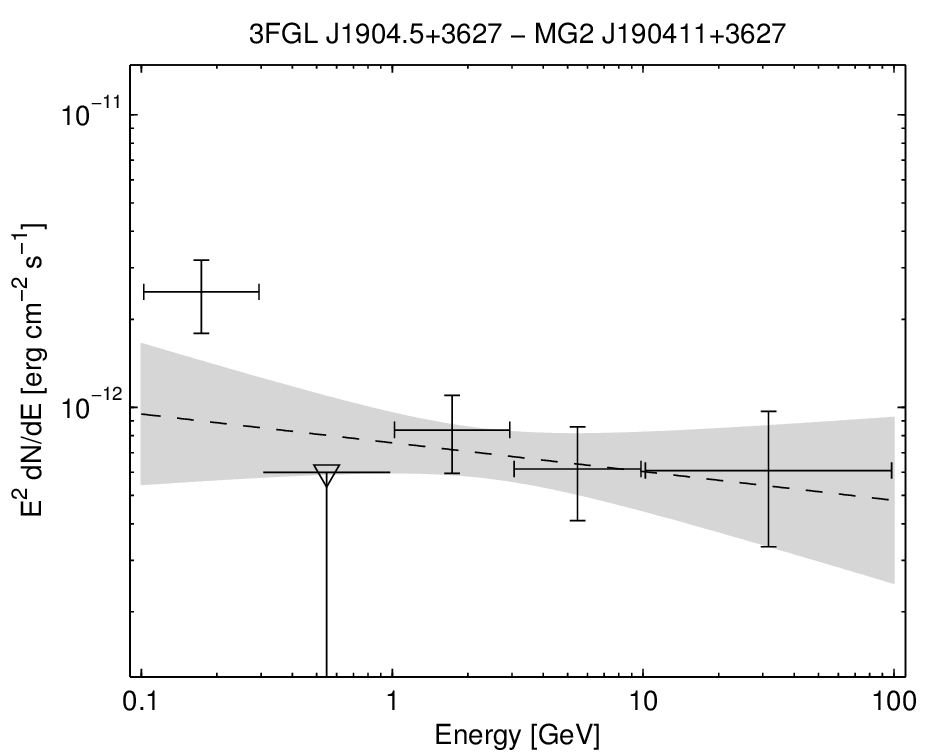 3FGL J1904.5+3627 − MG2 J190411+3627
10⁻¹¹
10⁻¹²
E² dN/dE [erg cm⁻² s⁻¹]
0.1 1 10 100
Energy [GeV]